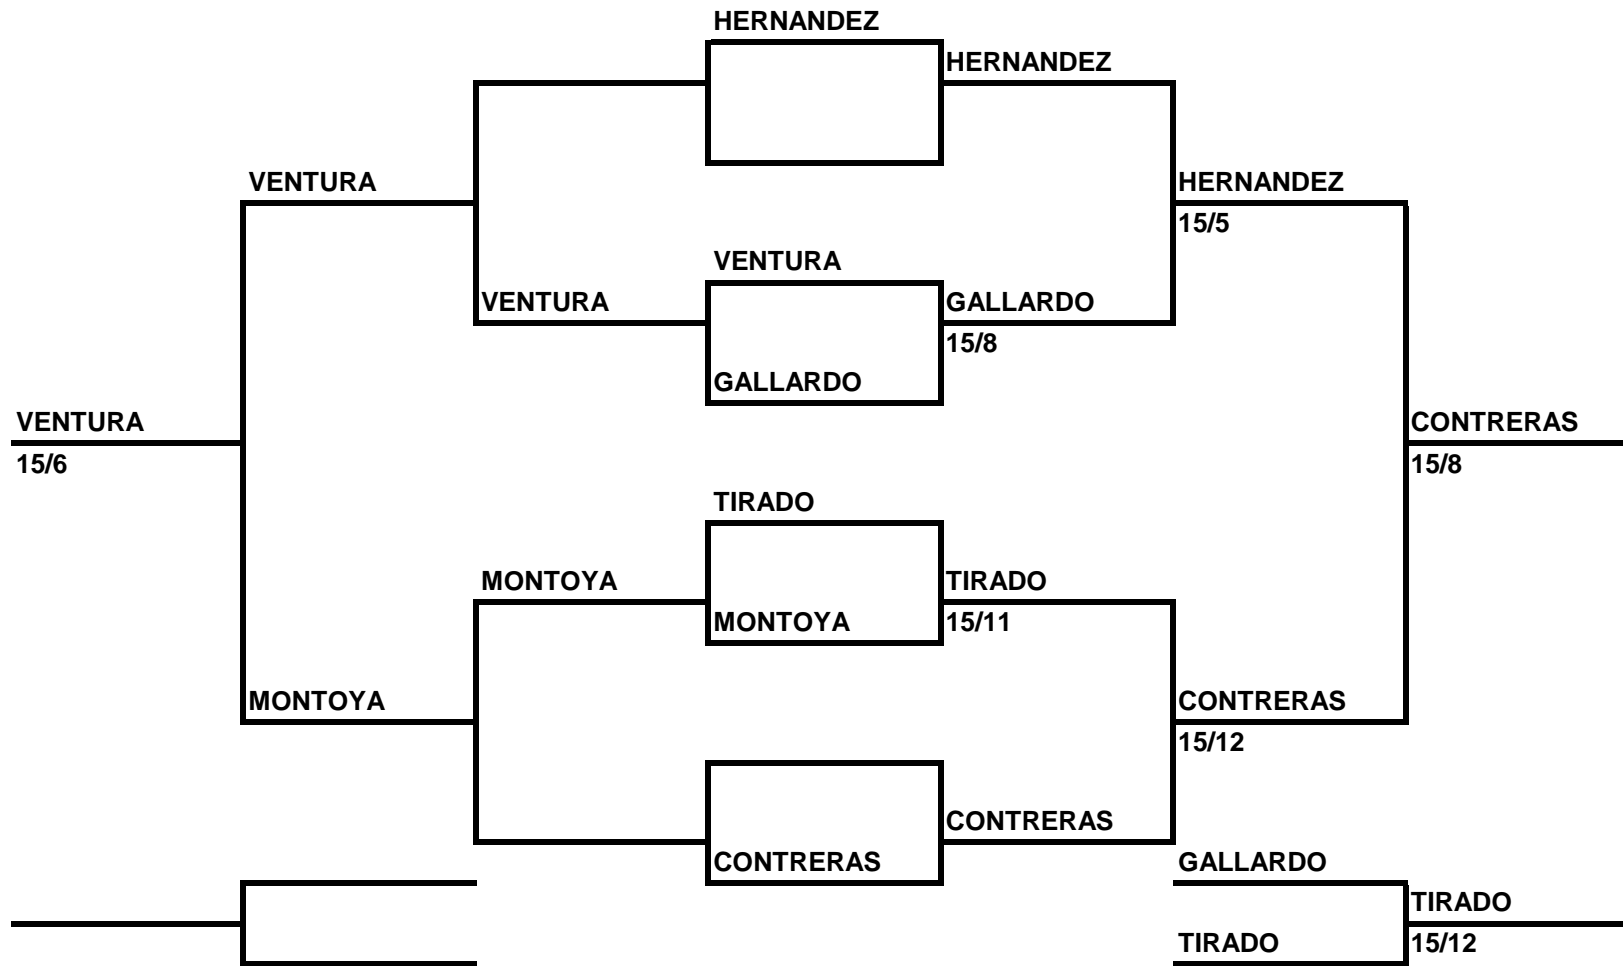 HERNANDEZ
HERNANDEZ
VENTURA
HERNANDEZ
15/5
VENTURA
VENTURA
GALLARDO
15/8
GALLARDO
VENTURA
CONTRERAS
15/6
15/8
TIRADO
MONTOYA
TIRADO
MONTOYA
15/11
MONTOYA
CONTRERAS
15/12
CONTRERAS
CONTRERAS
GALLARDO
TIRADO
TIRADO
15/12